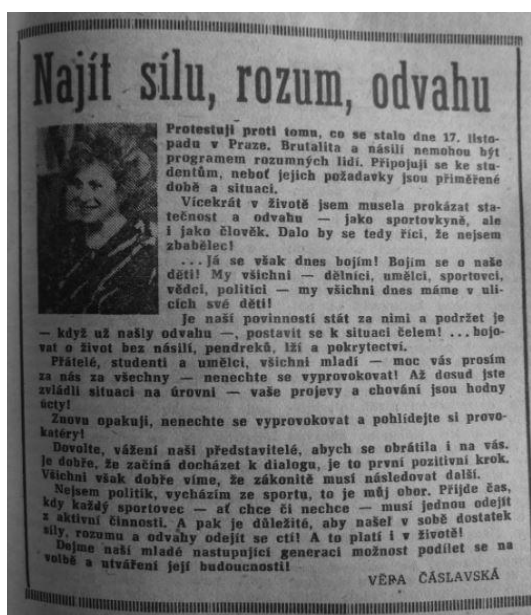 Najít sílu, rozum, odvahu
Protestuji proti tomu, co se stalo dne 17. listo-
padu v Praze. Brutalita a násilí nemohou být
programem rozumných lidí. Připojuji se ke stu-
dentům, neboť jejich požadavky jsou přiměřené
době a situaci.
Vícekrát v životě jsem musela prokázat sta-
tečnost a odvahu — jako sportovkyně, ale
i jako člověk. Dalo by se tedy říci, že nejsem
zbabělec!
...Já se však dnes bojím! Bojím se o naše
děti! My všichni — dělníci, umělci, sportovci,
vědci, politici — my všichni dnes máme v uli-
cích své děti!
Je naší povinností stát za nimi a podržet je
— když už našly odvahu —, postavit se k situaci čelem! ...bojo-
vat o život bez násilí, pendreků, lží a pokrytectví.
Přátelé, studenti a umělci, všichni mladí — moc vás prosím
za nás za všechny — nenechte se vyprovokovat! Až dosud jste
zvládli situaci na úrovni — vaše projevy a chování jsou hodny
úcty!
Znovu opakuji, nenechte se vyprovokovat a pohlídejte si provo-
katéry!
Dovolte, vážení naši představitelé, abych se obrátila i na vás.
Je dobře, že začíná docházet k dialogu, je to první pozitivní krok.
Všichni však dobře víme, že zákonitě musí následovat další.
Nejsem politik, vycházím ze sportu, to je můj obor. Přijde čas,
kdy každý sportovec — ať chce či nechce — musí jednou odejít
z aktivní činnosti. A pak je důležité, aby našel v sobě dostatek
síly, rozumu a odvahy odejít se ctí! A to platí i v životě!
Dejme naší mladé nastupující generaci možnost podílet se na
volbě a utváření její budoucnosti!
VĚRA ČÁSLAVSKÁ